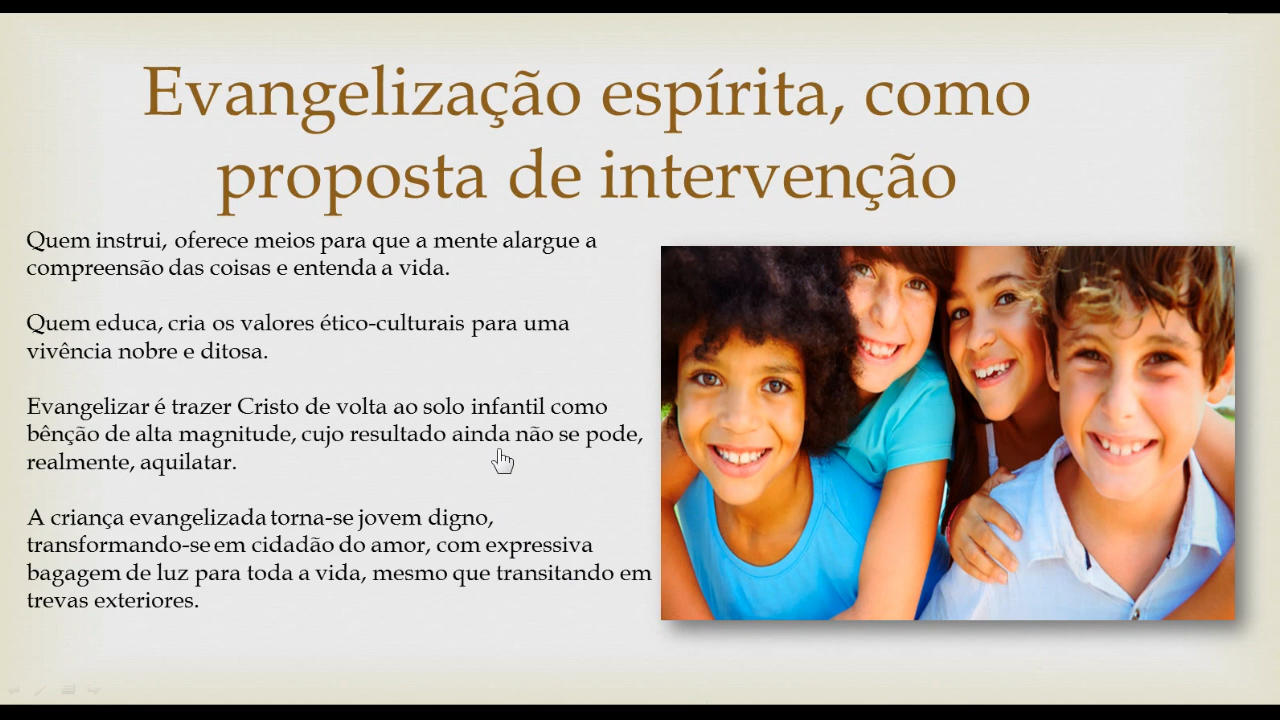 Evangelização espírita, como
proposta de intervenção
Quem instrui, oferece meios para que a mente alargue a
compreensão das coisas e entenda a vida.
Quem educa, cria os valores ético-culturais para uma
vivência nobre e ditosa.
Evangelizar é trazer Cristo de volta ao solo infantil como
bênção de alta magnitude, cujo resultado ainda não se pode,
realmente, aquilatar.
A criança evangelizada torna-se jovem digno,
transformando-se em cidadão do amor, com expressiva
bagagem de luz para toda a vida, mesmo que transitando em
trevas exteriores.